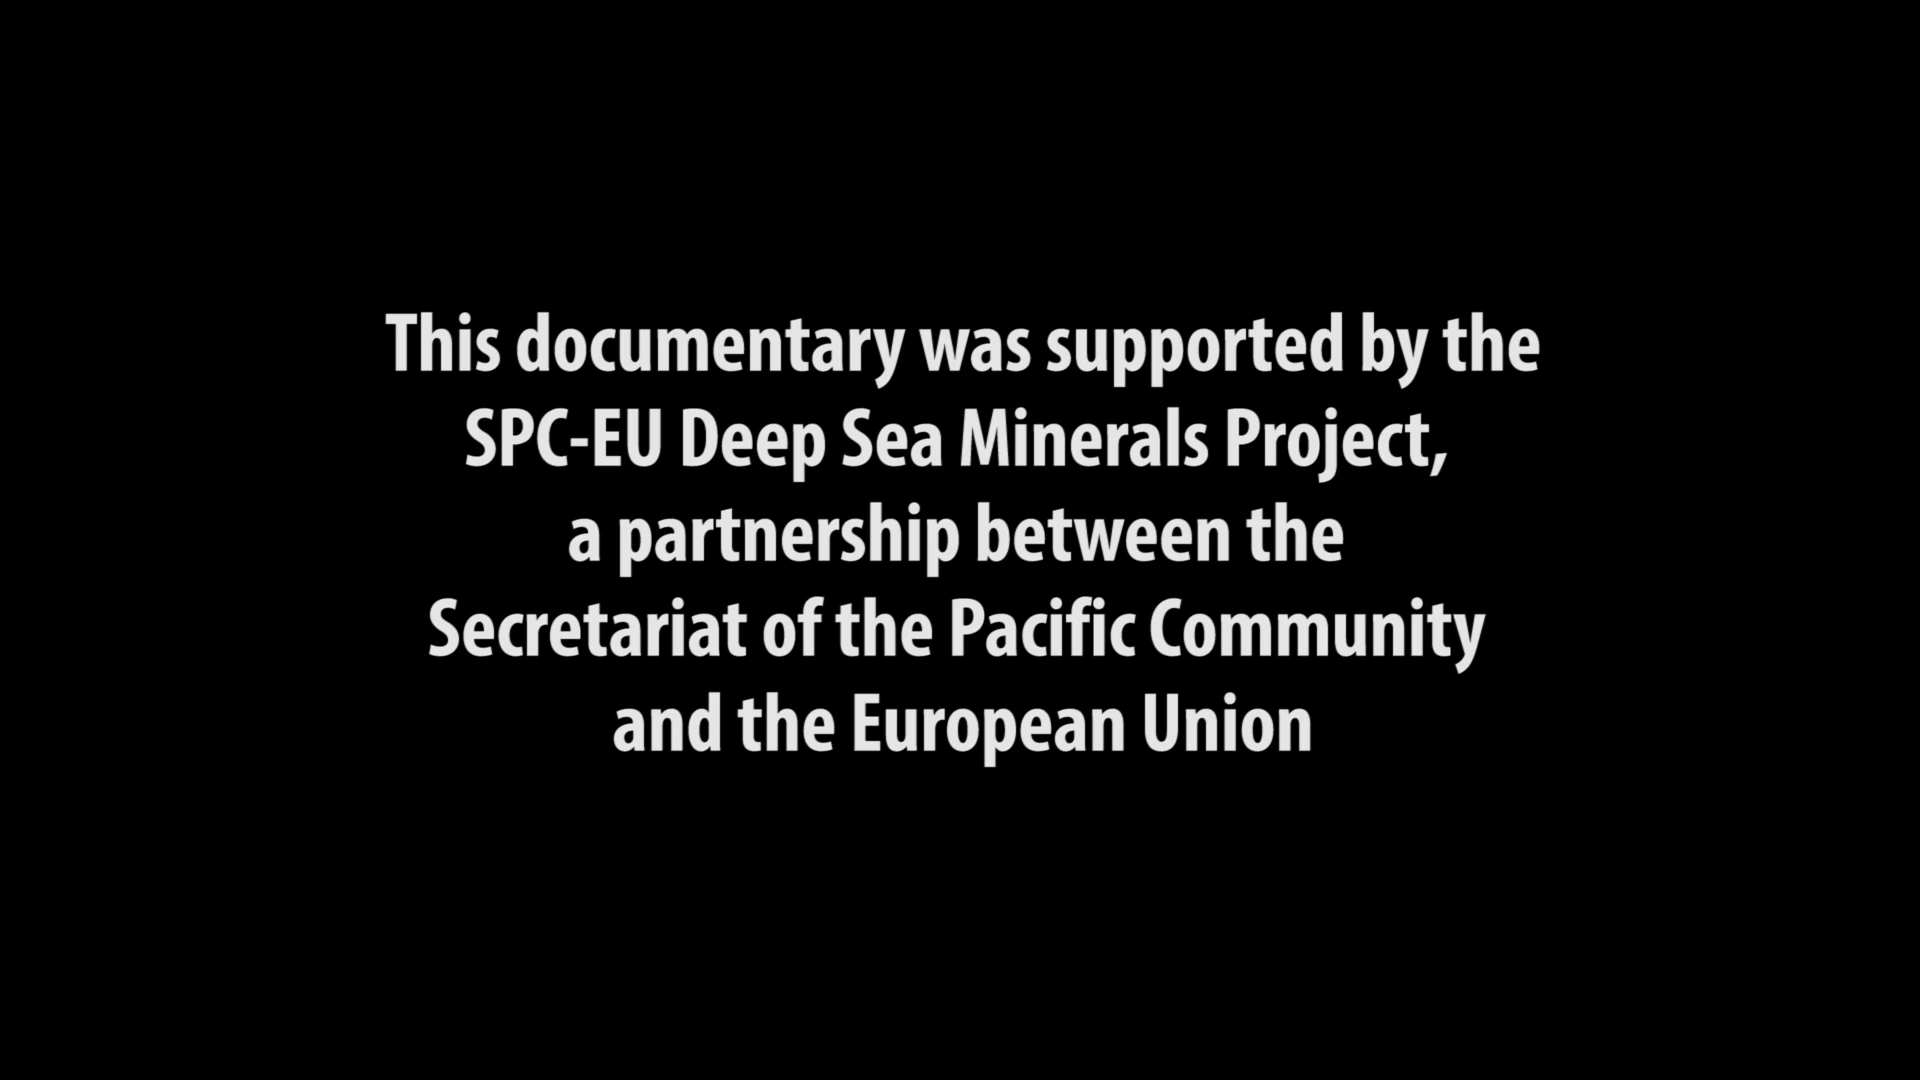 This documentary was supported by the
SPC-EU Deep Sea Minerals Project,
a partnership between the
Secretariat of the Pacific Community
and the European Union